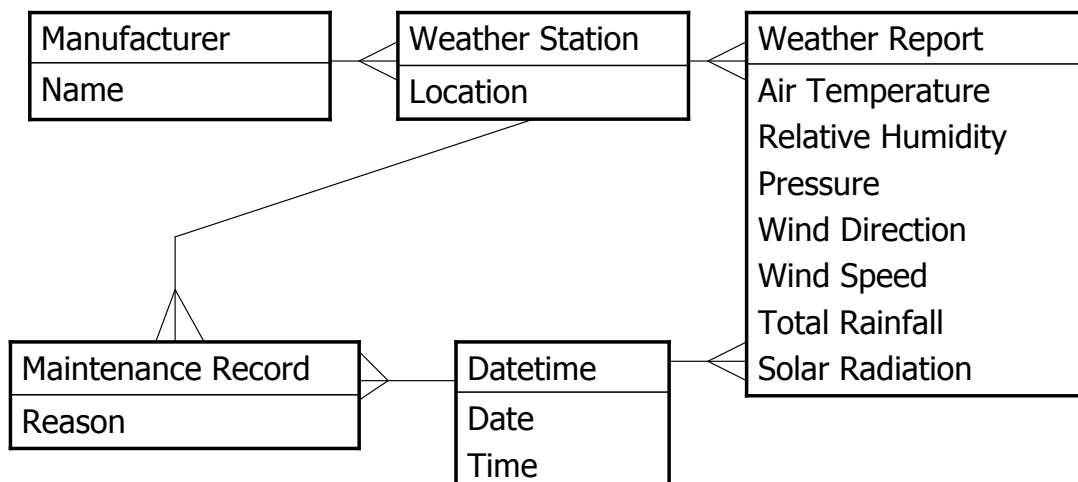 Manufacturer
Name
Weather Station
Location
Weather Report
Air Temperature
Relative Humidity
Pressure
Wind Direction
Wind Speed
Total Rainfall
Solar Radiation
Maintenance Record
Reason
Datetime
Date
Time